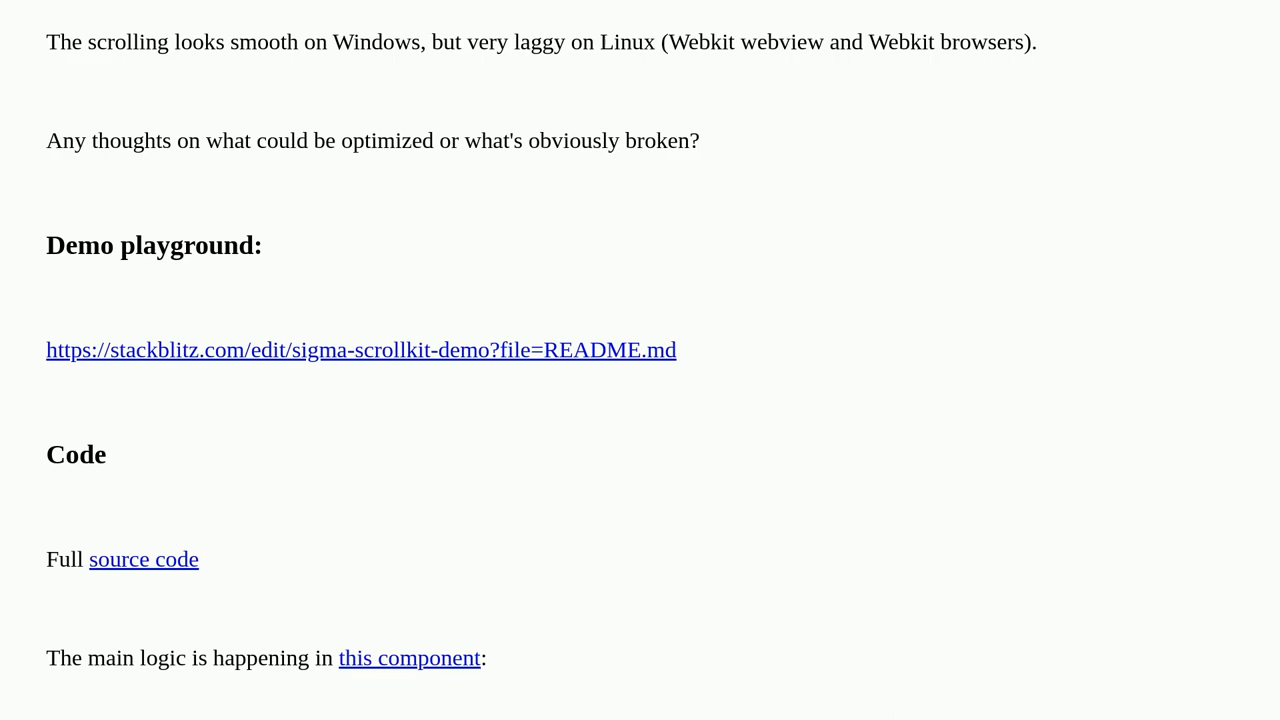 The scrolling looks smooth on Windows, but very laggy on Linux (Webkit webview and Webkit browsers).
Any thoughts on what could be optimized or what's obviously broken?
Demo playground:
https://stackblitz.com/edit/sigma-scrollkit-demo?file=README.md
Code
Full source code
The main logic is happening in this component: